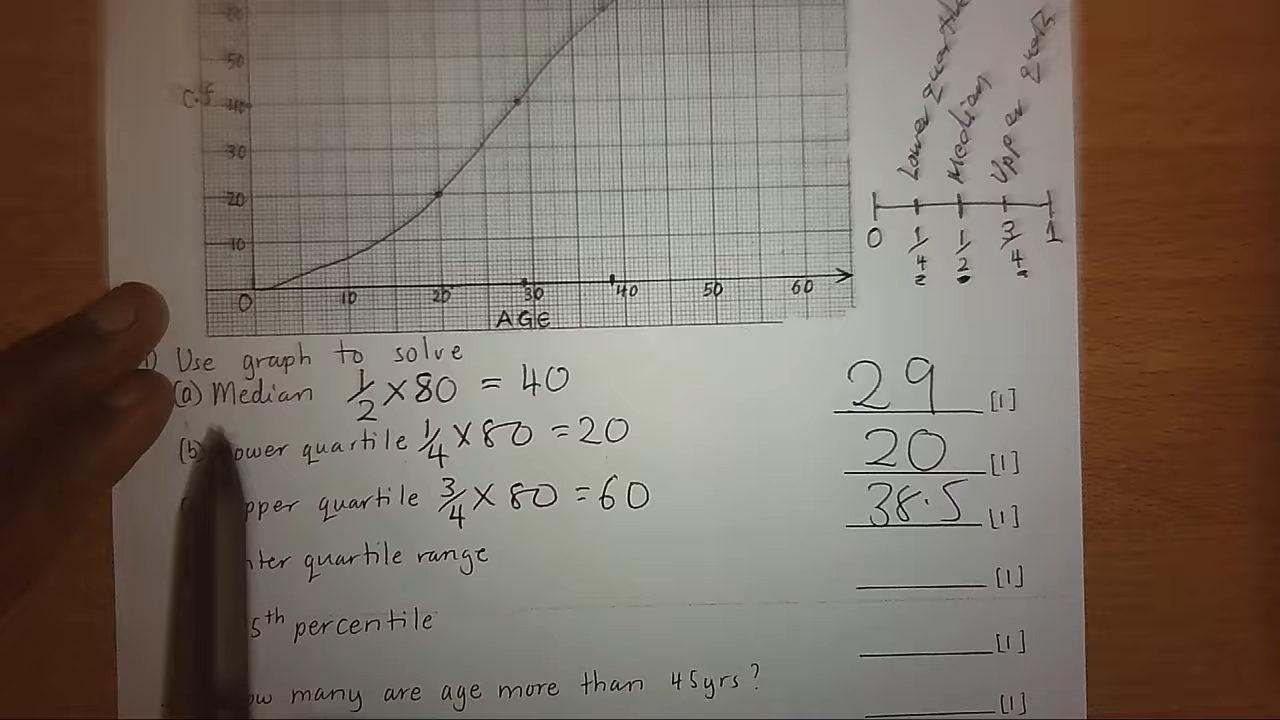 60
50
c.f 40
30
20
10
0 10 20 30 40 50 60
AGE
Lower
Median
Upper
0 1/4 1/2 3/4 1
Use graph to solve
(a) Median 1/2 × 80 = 40 29 [1]
(b) ower quartile 1/4 × 80 = 20 20 [1]
pper quartile 3/4 × 80 = 60 38.5 [1]
nter quartile range [1]
5th percentile [1]
ow many are age more than 45yrs? [1]